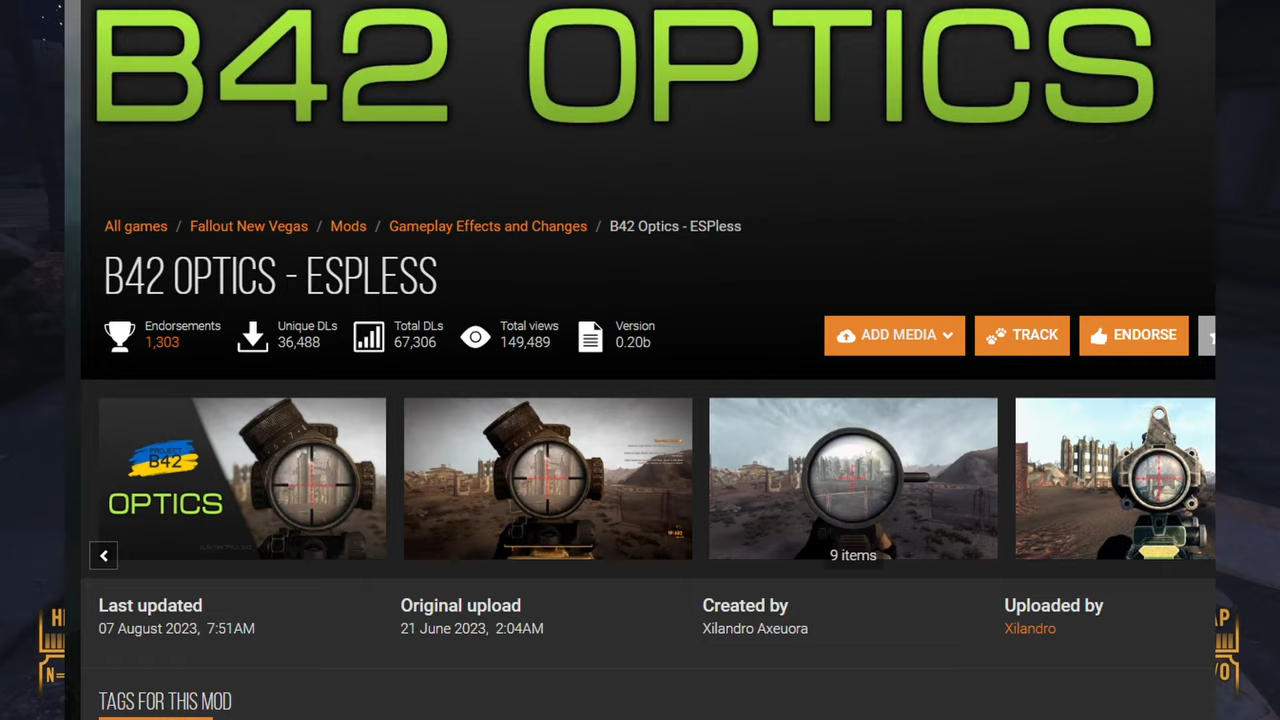 B42 OPTICS
All games / Fallout New Vegas / Mods / Gameplay Effects and Changes / B42 Optics - ESPless
B42 OPTICS - ESPLESS
Endorsements
1,303
Unique DLs
36,488
Total DLs
67,306
Total views
149,489
Version
0.20b
ADD MEDIA
TRACK
ENDORSE
PROJECT
B42
OPTICS
9 items
Last updated
07 August 2023, 7:51AM
Original upload
21 June 2023, 2:04AM
Created by
Xilandro Axeuora
Uploaded by
Xilandro
TAGS FOR THIS MOD